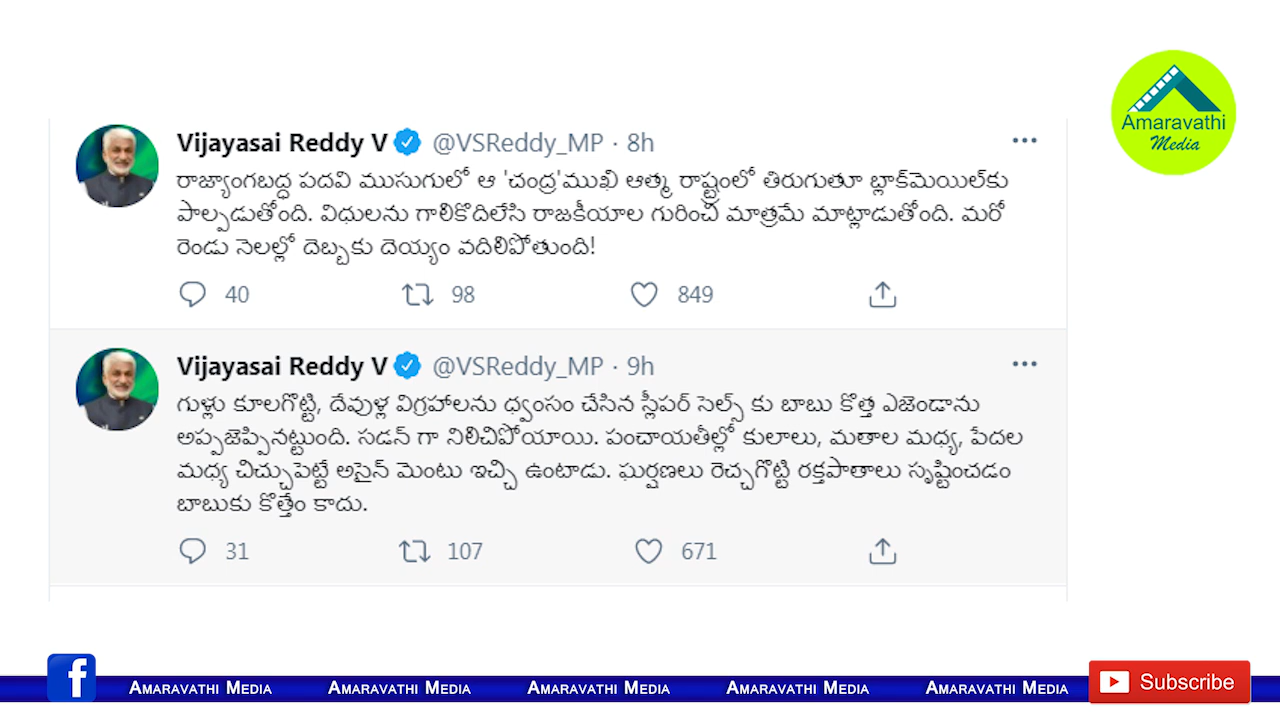 Amaravathi
Media
Vijayasai Reddy V @VSReddy_MP · 8h
రాజ్యాంగబద్ధ పదవి ముసుగులో ఆ 'చంద్ర'ముఖి ఆత్మ రాష్ట్రంలో తిరుగుతూ బ్లాక్‌మెయిల్‌కు
పాల్పడుతోంది. విధులను గాలికొదిలేసి రాజకీయాల గురించి మాత్రమే మాట్లాడుతోంది. మరో
రెండు నెలల్లో దెబ్బకు దెయ్యం వదిలిపోతుంది!
40 98 849
Vijayasai Reddy V @VSReddy_MP · 9h
గుళ్లు కూలగొట్టి, దేవుళ్ల విగ్రహాలను ధ్వంసం చేసిన స్లీపర్ సెల్స్ కు బాబు కొత్త ఎజెండాను
అప్పజెప్పినట్టుంది. సడన్ గా నిలిచిపోయాయి. పంచాయతీల్లో కులాలు, మతాల మధ్య, పేదల
మధ్య చిచ్చుపెట్టే అసైన్ మెంటు ఇచ్చి ఉంటాడు. ఘర్షణలు రెచ్చగొట్టి రక్తపాతాలు సృష్టించడం
బాబుకు కొత్తేం కాదు.
31 107 671
f Amaravathi Media Amaravathi Media Amaravathi Media Amaravathi Media Amaravathi Media Subscribe